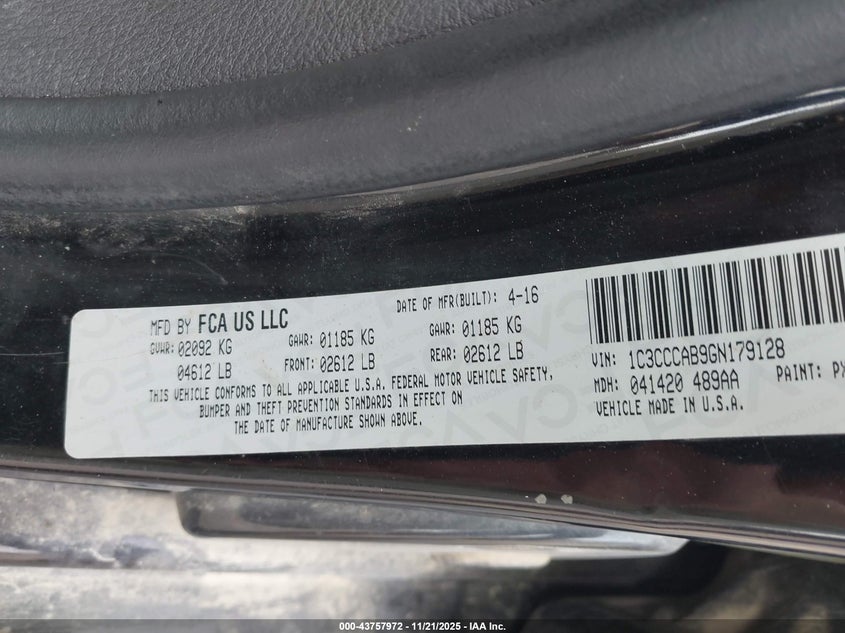 MFD BY FCA US LLC
DATE OF MFR(BUILT): 4-16
GVWR: 02092 KG
04612 LB
GAWR: 01185 KG
FRONT: 02612 LB
GAWR: 01185 KG
REAR: 02612 LB
THIS VEHICLE CONFORMS TO ALL APPLICABLE U.S.A. FEDERAL MOTOR VEHICLE SAFETY,
BUMPER AND THEFT PREVENTION STANDARDS IN EFFECT ON
THE DATE OF MANUFACTURE SHOWN ABOVE.
VIN: 1C3CCCAB9GN179128
MDH: 041420 489AA
PAINT: PX
VEHICLE MADE IN U.S.A.
000-43757972 - 11/21/2025 - IAA Inc.